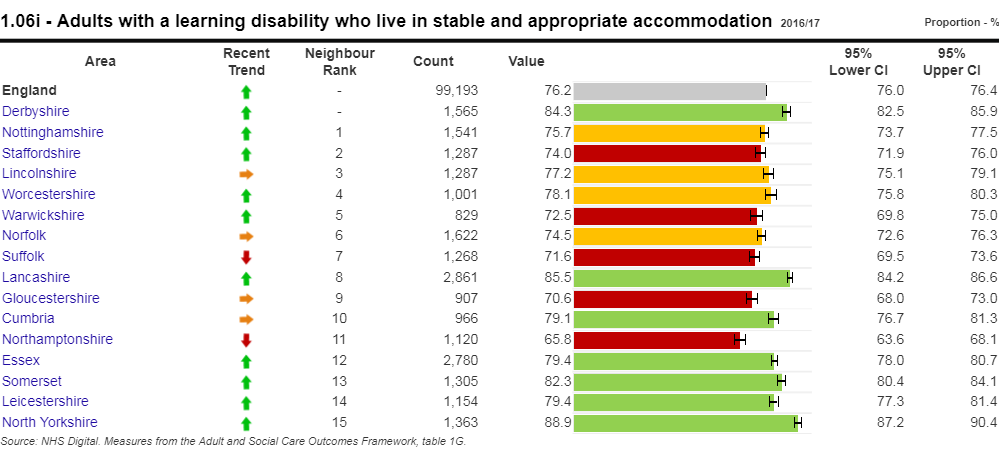 1.06i - Adults with a learning disability who live in stable and appropriate accommodation 2016/17 Proportion - %
Area Recent Trend Neighbour Rank Count Value 95% Lower CI 95% Upper CI
England - 99,193 76.2 76.0 76.4
Derbyshire - 1,565 84.3 82.5 85.9
Nottinghamshire 1 1,541 75.7 73.7 77.5
Staffordshire 2 1,287 74.0 71.9 76.0
Lincolnshire 3 1,287 77.2 75.1 79.1
Worcestershire 4 1,001 78.1 75.8 80.3
Warwickshire 5 829 72.5 69.8 75.0
Norfolk 6 1,622 74.5 72.6 76.3
Suffolk 7 1,268 71.6 69.5 73.6
Lancashire 8 2,861 85.5 84.2 86.6
Gloucestershire 9 907 70.6 68.0 73.0
Cumbria 10 966 79.1 76.7 81.3
Northamptonshire 11 1,120 65.8 63.6 68.1
Essex 12 2,780 79.4 78.0 80.7
Somerset 13 1,305 82.3 80.4 84.1
Leicestershire 14 1,154 79.4 77.3 81.4
North Yorkshire 15 1,363 88.9 87.2 90.4
Source: NHS Digital. Measures from the Adult and Social Care Outcomes Framework, table 1G.